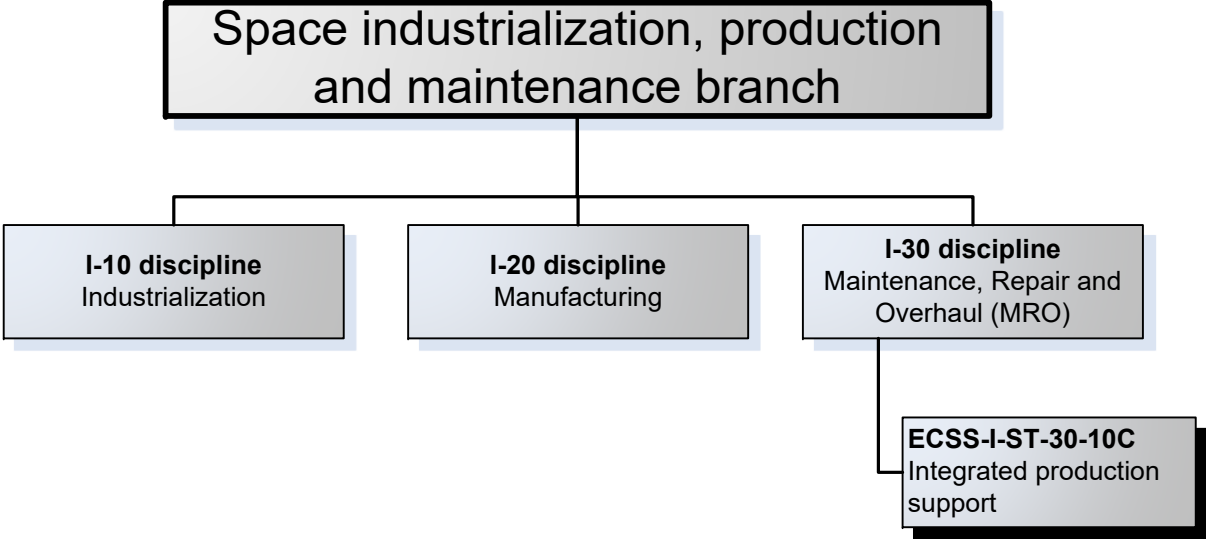 Space industrialization, production
and maintenance branch
I-10 discipline
Industrialization
I-20 discipline
Manufacturing
I-30 discipline
Maintenance, Repair and
Overhaul (MRO)
ECSS-I-ST-30-10C
Integrated production
support